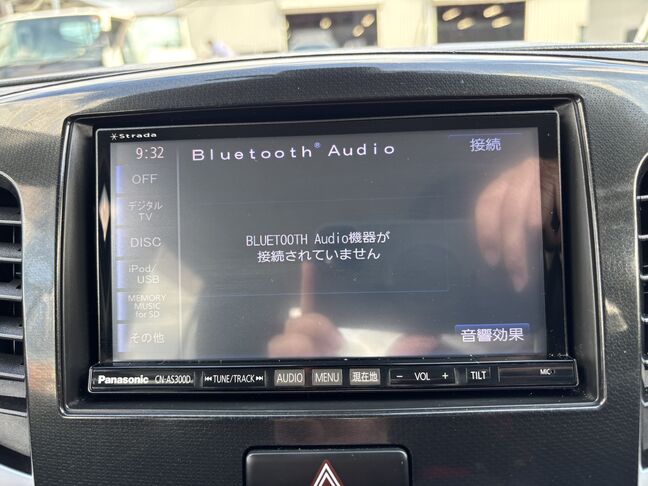 Strada
9:32
Bluetooth® Audio
接続
OFF
デジタル
TV
DISC
iPod/
USB
MEMORY
MUSIC
for SD
その他
BLUETOOTH Audio機器が
接続されていません
音響効果
Panasonic CN-AS300D
TUNE/TRACK
AUDIO
MENU
現在地
− VOL +
TILT
MIC